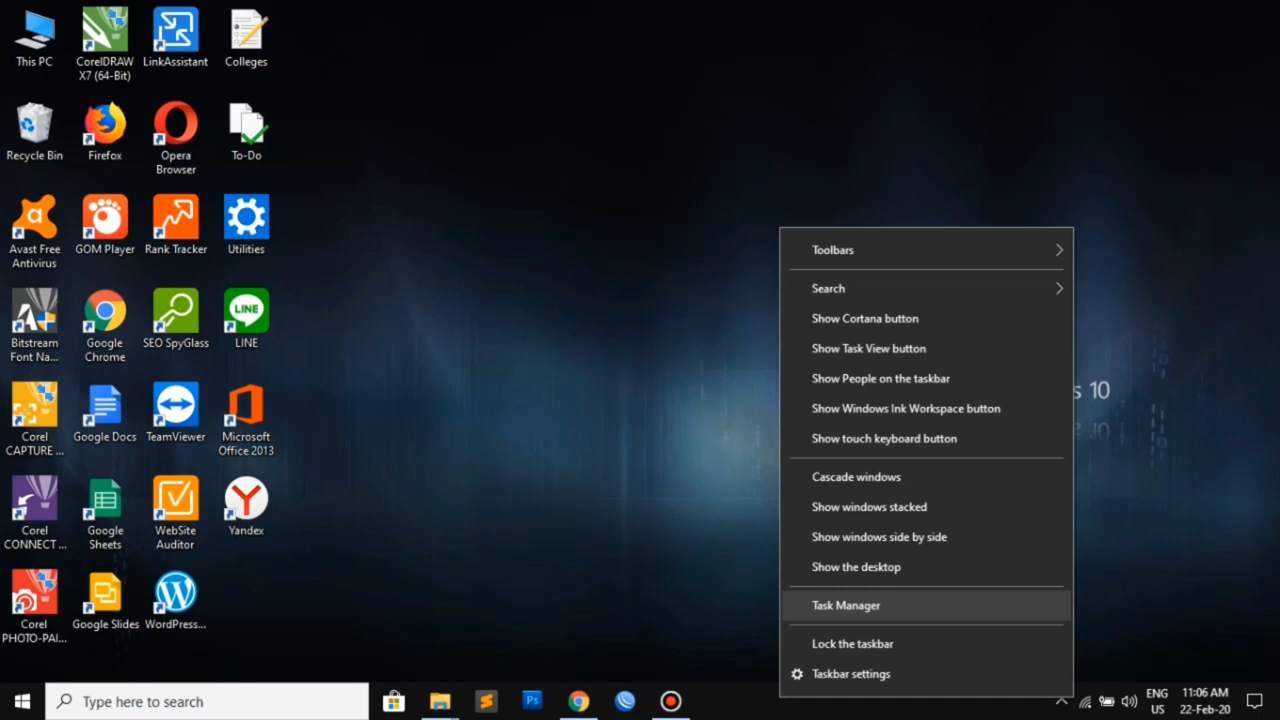 This PC
CorelDRAW
X7 (64-Bit)
LinkAssistant
Colleges
Recycle Bin
Firefox
Opera
Browser
To-Do
Avast Free
Antivirus
GOM Player
Rank Tracker
Utilities
Bitstream
Font Na...
Google
Chrome
SEO SpyGlass
LINE
LINE
Corel
CAPTURE ...
Google Docs
TeamViewer
Microsoft
Office 2013
Corel
CONNECT ...
Google
Sheets
WebSite
Auditor
Yandex
Corel
PHOTO-PAI...
Google Slides
WordPress...
Toolbars
Search
Show Cortana button
Show Task View button
Show People on the taskbar
Show Windows Ink Workspace button
Show touch keyboard button
Cascade windows
Show windows stacked
Show windows side by side
Show the desktop
Task Manager
Lock the taskbar
Taskbar settings
s 10
Type here to search
Ps
ENG
US
11:06 AM
22-Feb-20